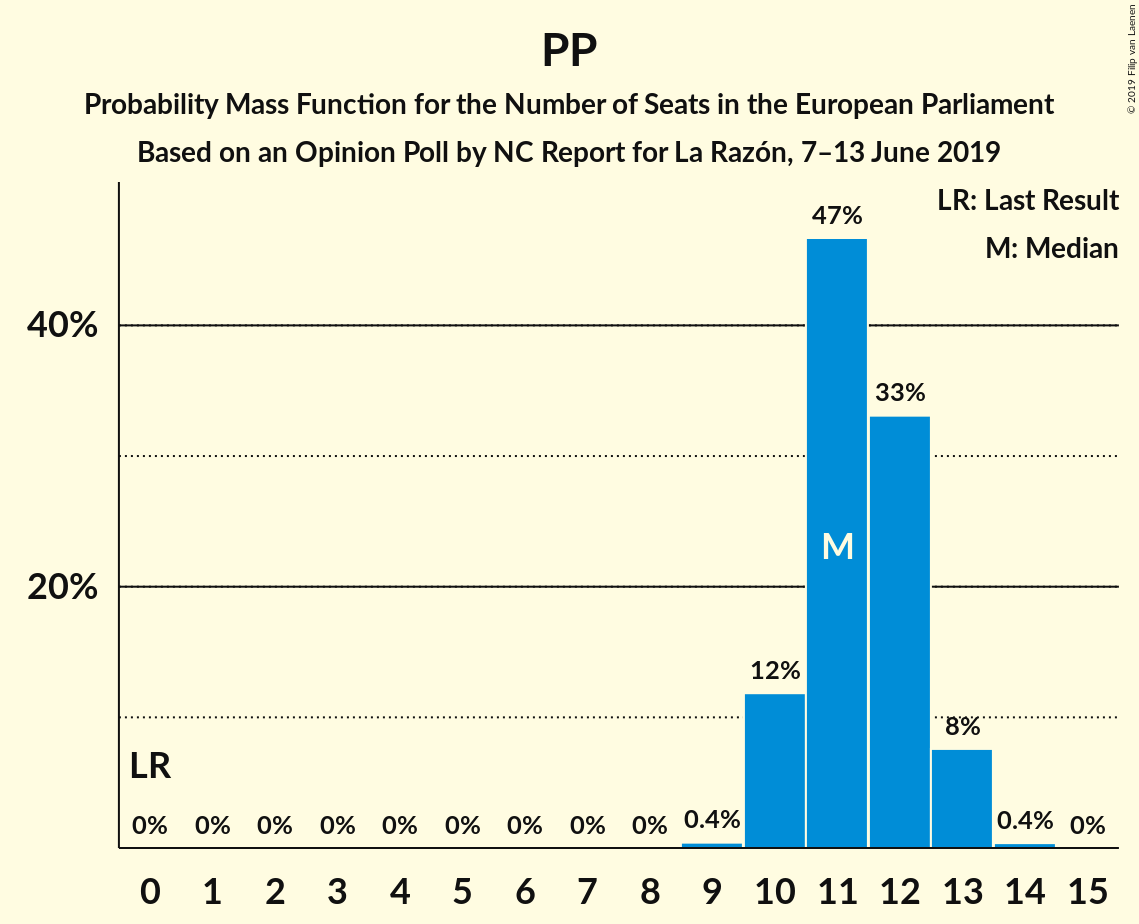 PP
Probability Mass Function for the Number of Seats in the European Parliament
Based on an Opinion Poll by NC Report for La Razón, 7–13 June 2019
© 2019 Filip van Laenen
LR: Last Result
M: Median
47%
40%
33%
M
20%
12%
8%
LR
0% 0% 0% 0% 0% 0% 0% 0% 0% 0.4% 0.4% 0%
0 1 2 3 4 5 6 7 8 9 10 11 12 13 14 15